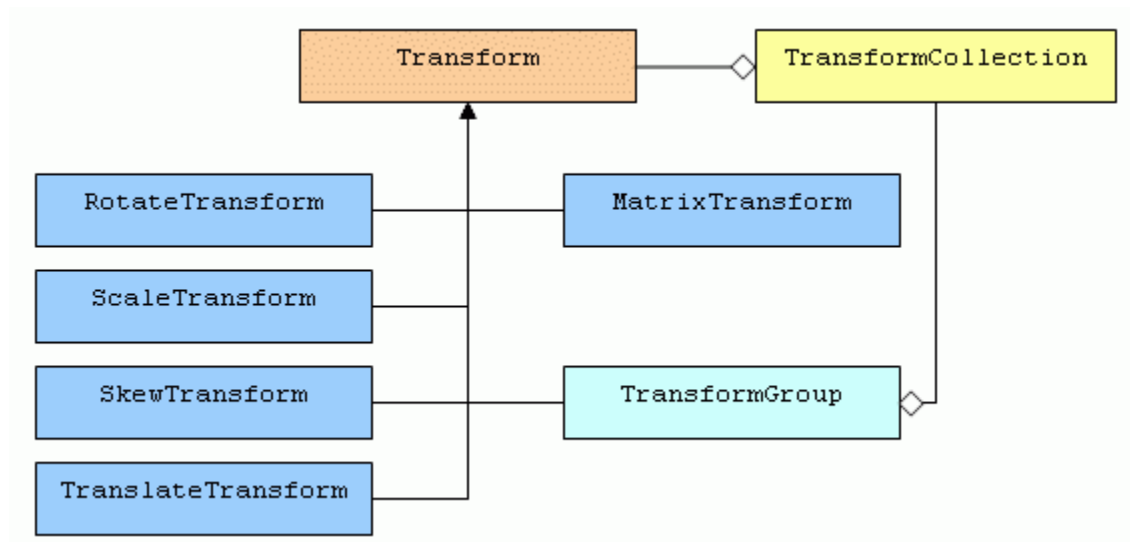 Transform
TransformCollection
RotateTransform
MatrixTransform
ScaleTransform
SkewTransform
TransformGroup
TranslateTransform